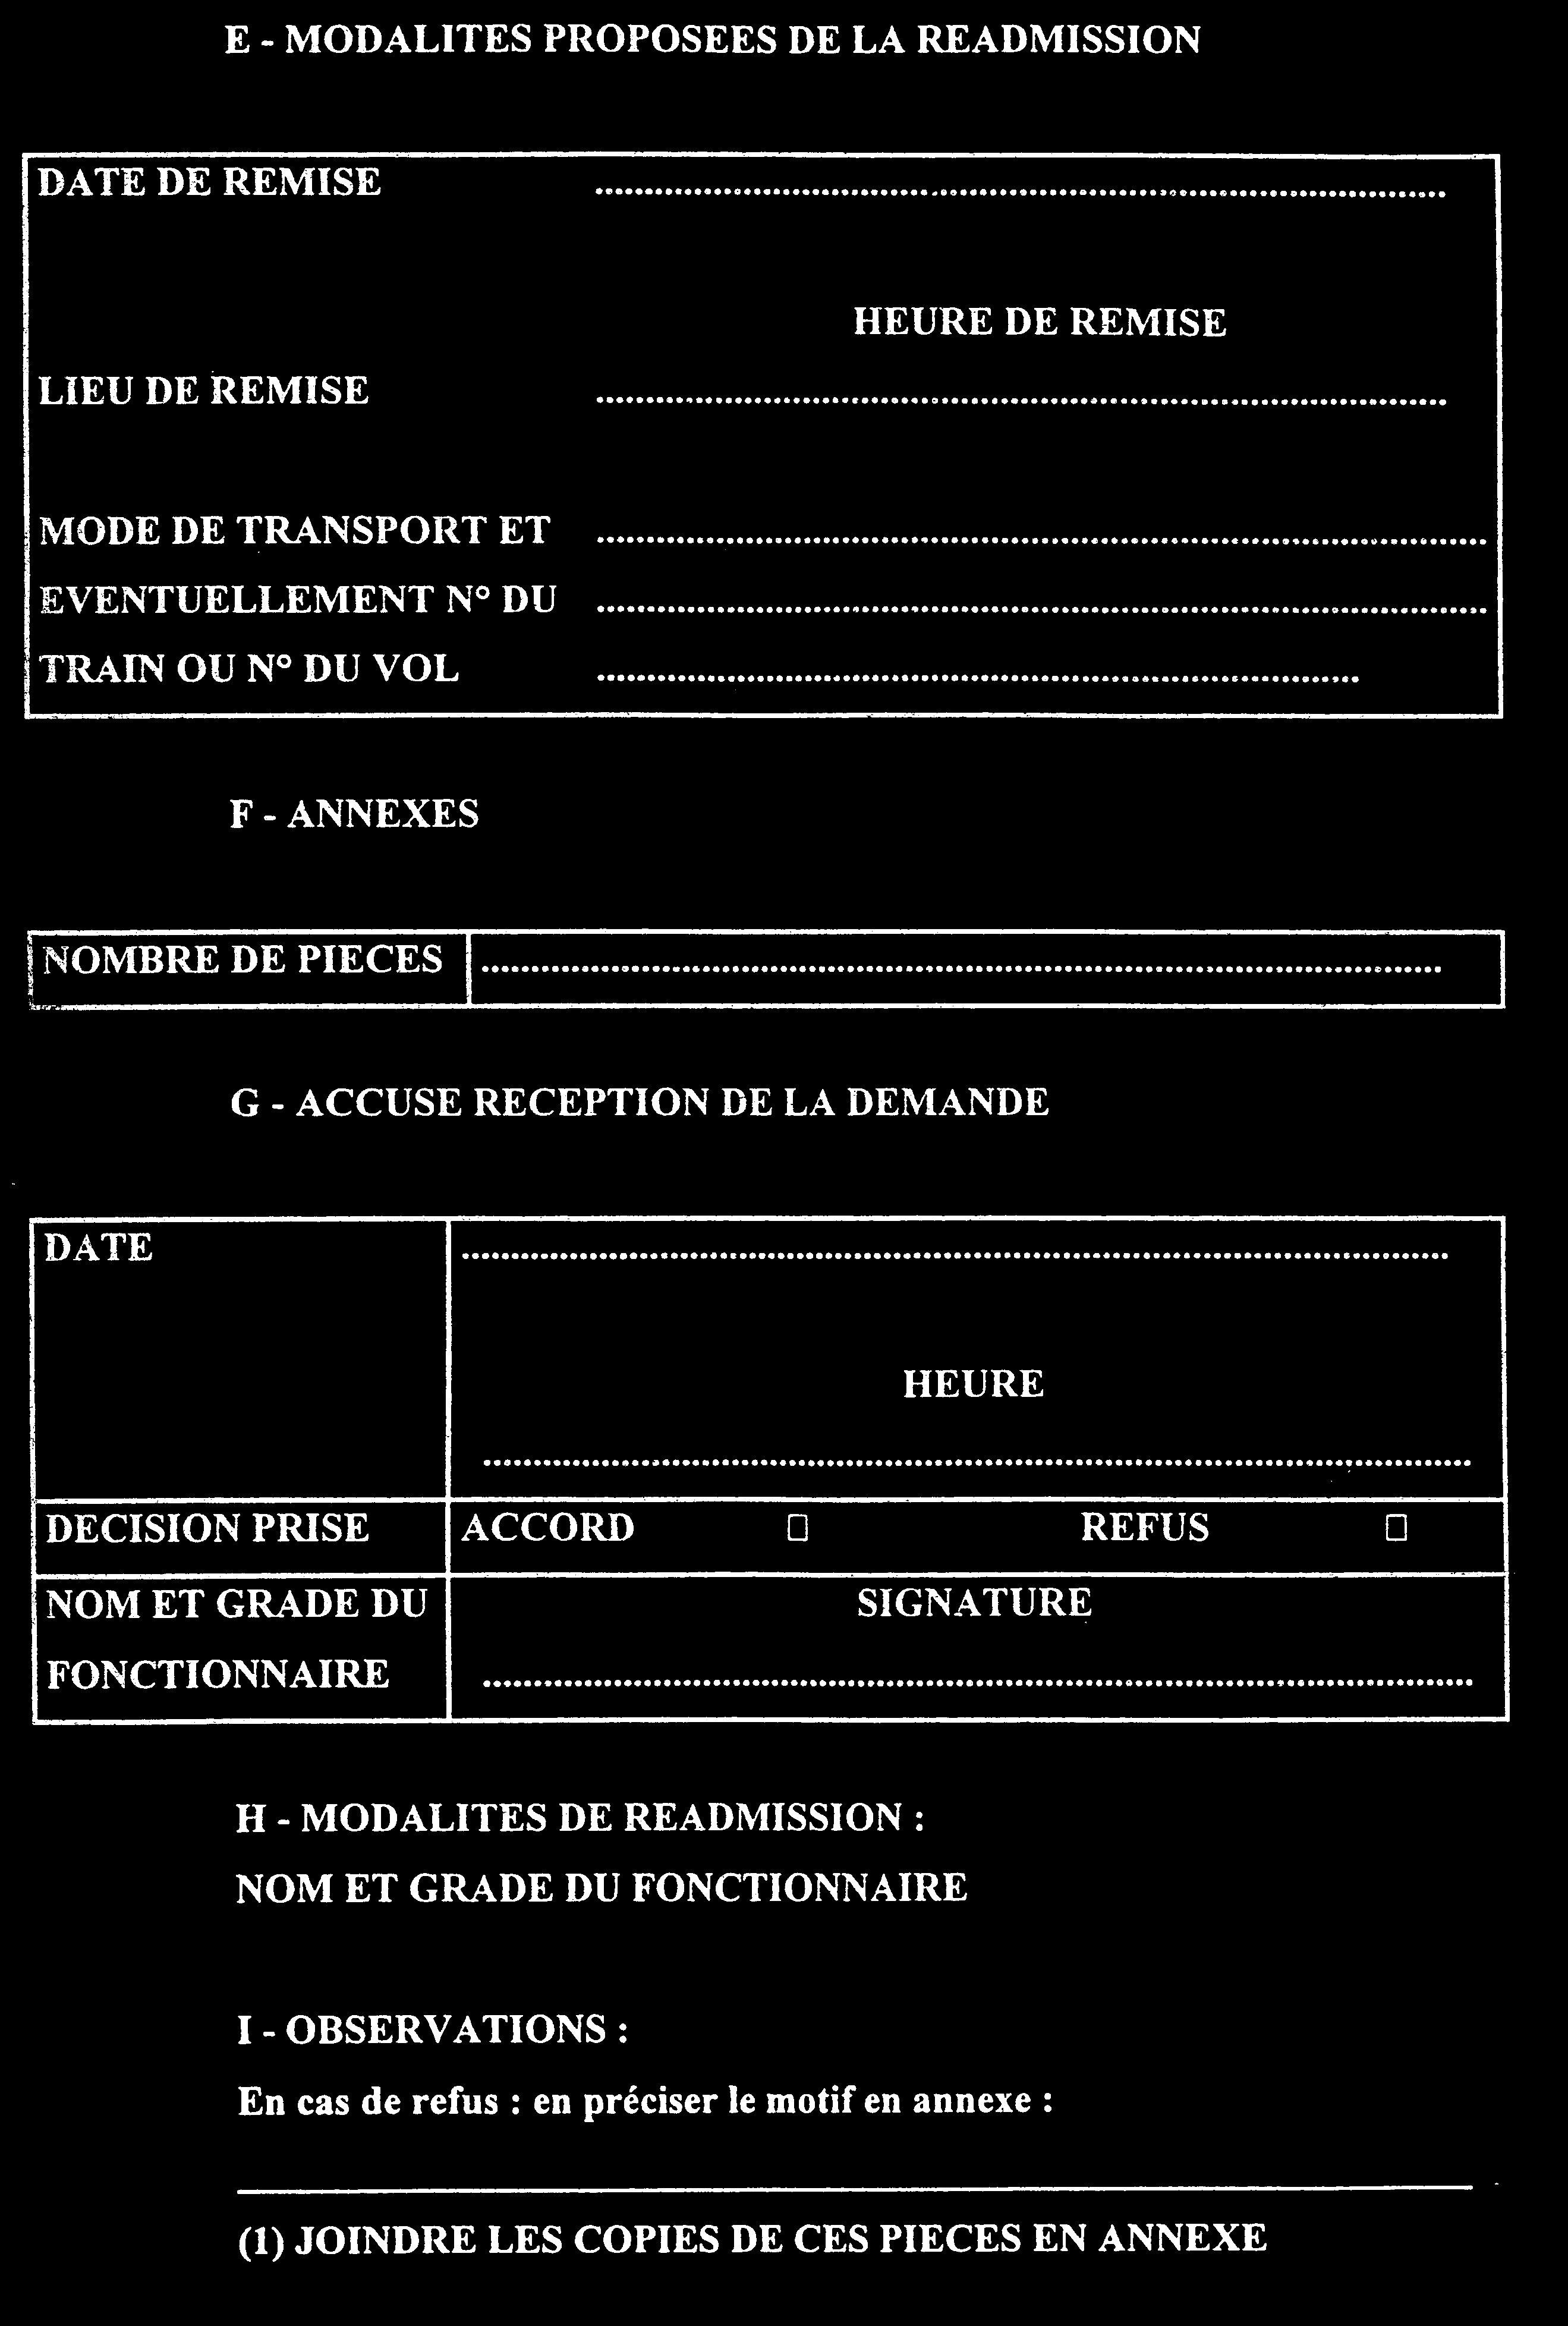 E - MODALITES PROPOSEES DE LA READMISSION
DATE DE REMISE ..........................................................................................
HEURE DE REMISE
LIEU DE REMISE ..........................................................................................
MODE DE TRANSPORT ET ..........................................................................................
EVENTUELLEMENT N° DU ..........................................................................................
TRAIN OU N° DU VOL ................................................................................
F - ANNEXES
NOMBRE DE PIECES ..........................................................................................
G - ACCUSE RECEPTION DE LA DEMANDE
DATE ..........................................................................................
HEURE
..........................................................................................
DECISION PRISE ACCORD □ REFUS □
NOM ET GRADE DU SIGNATURE
FONCTIONNAIRE ..........................................................................................
H - MODALITES DE READMISSION :
NOM ET GRADE DU FONCTIONNAIRE
I - OBSERVATIONS :
En cas de refus : en préciser le motif en annexe :
(1) JOINDRE LES COPIES DE CES PIECES EN ANNEXE